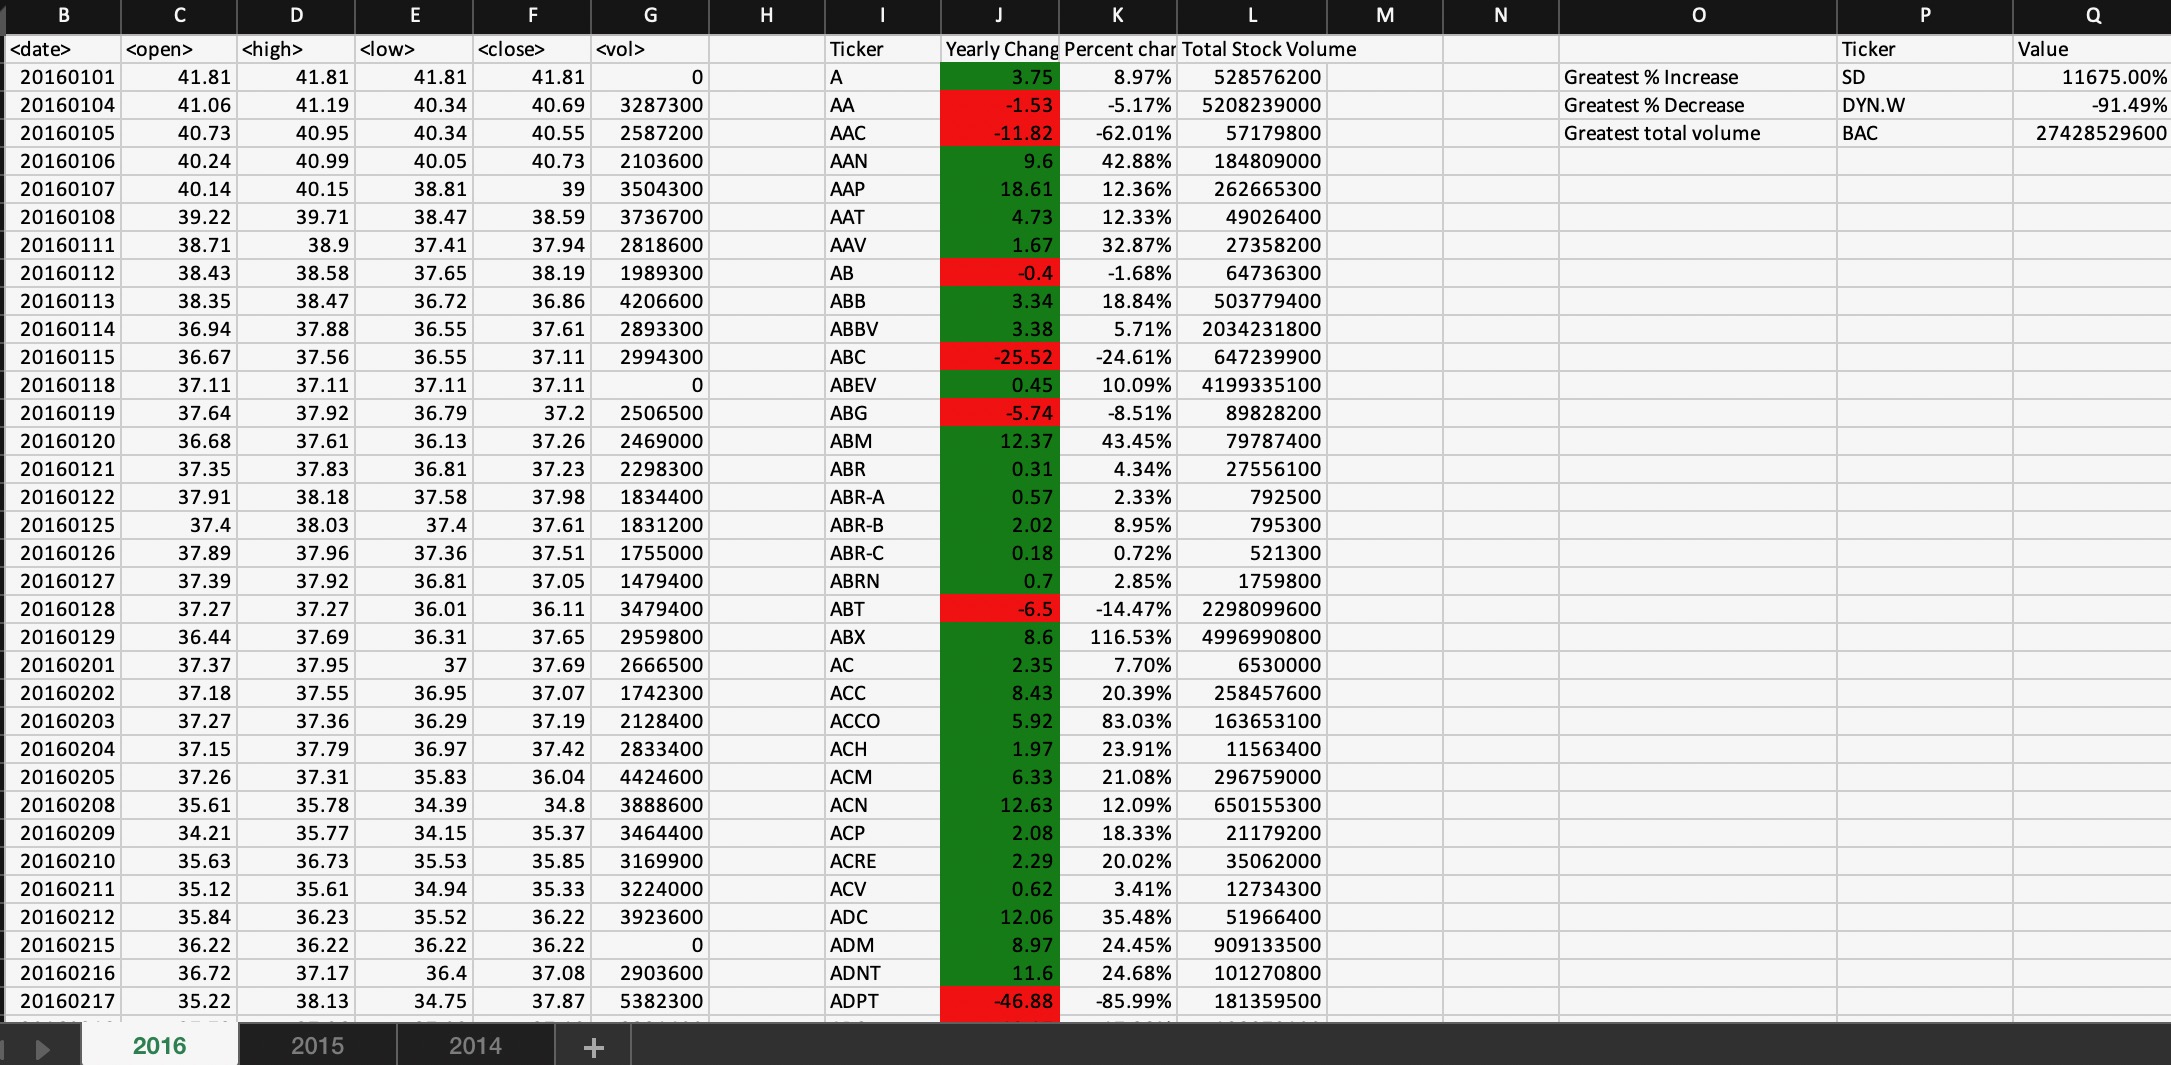 B C D E F G H I J K L M N O P Q
<date> <open> <high> <low> <close> <vol> Ticker Yearly Chang Percent char Total Stock Volume Ticker Value
20160101 41.81 41.81 41.81 41.81 0 A 3.75 8.97% 528576200 Greatest % Increase SD 11675.00%
20160104 41.06 41.19 40.34 40.69 3287300 AA -1.53 -5.17% 5208239000 Greatest % Decrease DYN.W -91.49%
20160105 40.73 40.95 40.34 40.55 2587200 AAC -11.82 -62.01% 57179800 Greatest total volume BAC 27428529600
20160106 40.24 40.99 40.05 40.73 2103600 AAN 9.6 42.88% 184809000
20160107 40.14 40.15 38.81 39 3504300 AAP 18.61 12.36% 262665300
20160108 39.22 39.71 38.47 38.59 3736700 AAT 4.73 12.33% 49026400
20160111 38.71 38.9 37.41 37.94 2818600 AAV 1.67 32.87% 27358200
20160112 38.43 38.58 37.65 38.19 1989300 AB -0.4 -1.68% 64736300
20160113 38.35 38.47 36.72 36.86 4206600 ABB 3.34 18.84% 503779400
20160114 36.94 37.88 36.55 37.61 2893300 ABBV 3.38 5.71% 2034231800
20160115 36.67 37.56 36.55 37.11 2994300 ABC -25.52 -24.61% 647239900
20160118 37.11 37.11 37.11 37.11 0 ABEV 0.45 10.09% 4199335100
20160119 37.64 37.92 36.79 37.2 2506500 ABG -5.74 -8.51% 89828200
20160120 36.68 37.61 36.13 37.26 2469000 ABM 12.37 43.45% 79787400
20160121 37.35 37.83 36.81 37.23 2298300 ABR 0.31 4.34% 27556100
20160122 37.91 38.18 37.58 37.98 1834400 ABR-A 0.57 2.33% 792500
20160125 37.4 38.03 37.4 37.61 1831200 ABR-B 2.02 8.95% 795300
20160126 37.89 37.96 37.36 37.51 1755000 ABR-C 0.18 0.72% 521300
20160127 37.39 37.92 36.81 37.05 1479400 ABRN 0.7 2.85% 1759800
20160128 37.27 37.27 36.01 36.11 3479400 ABT -6.5 -14.47% 2298099600
20160129 36.44 37.69 36.31 37.65 2959800 ABX 8.6 116.53% 4996990800
20160201 37.37 37.95 37 37.69 2666500 AC 2.35 7.70% 6530000
20160202 37.18 37.55 36.95 37.07 1742300 ACC 8.43 20.39% 258457600
20160203 37.27 37.36 36.29 37.19 2128400 ACCO 5.92 83.03% 163653100
20160204 37.15 37.79 36.97 37.42 2833400 ACH 1.97 23.91% 11563400
20160205 37.26 37.31 35.83 36.04 4424600 ACM 6.33 21.08% 296759000
20160208 35.61 35.78 34.39 34.8 3888600 ACN 12.63 12.09% 650155300
20160209 34.21 35.77 34.15 35.37 3464400 ACP 2.08 18.33% 21179200
20160210 35.63 36.73 35.53 35.85 3169900 ACRE 2.29 20.02% 35062000
20160211 35.12 35.61 34.94 35.33 3224000 ACV 0.62 3.41% 12734300
20160212 35.84 36.23 35.52 36.22 3923600 ADC 12.06 35.48% 51966400
20160215 36.22 36.22 36.22 36.22 0 ADM 8.97 24.45% 909133500
20160216 36.72 37.17 36.4 37.08 2903600 ADNT 11.6 24.68% 101270800
20160217 35.22 38.13 34.75 37.87 5382300 ADPT -46.88 -85.99% 181359500
2016 2015 2014 +